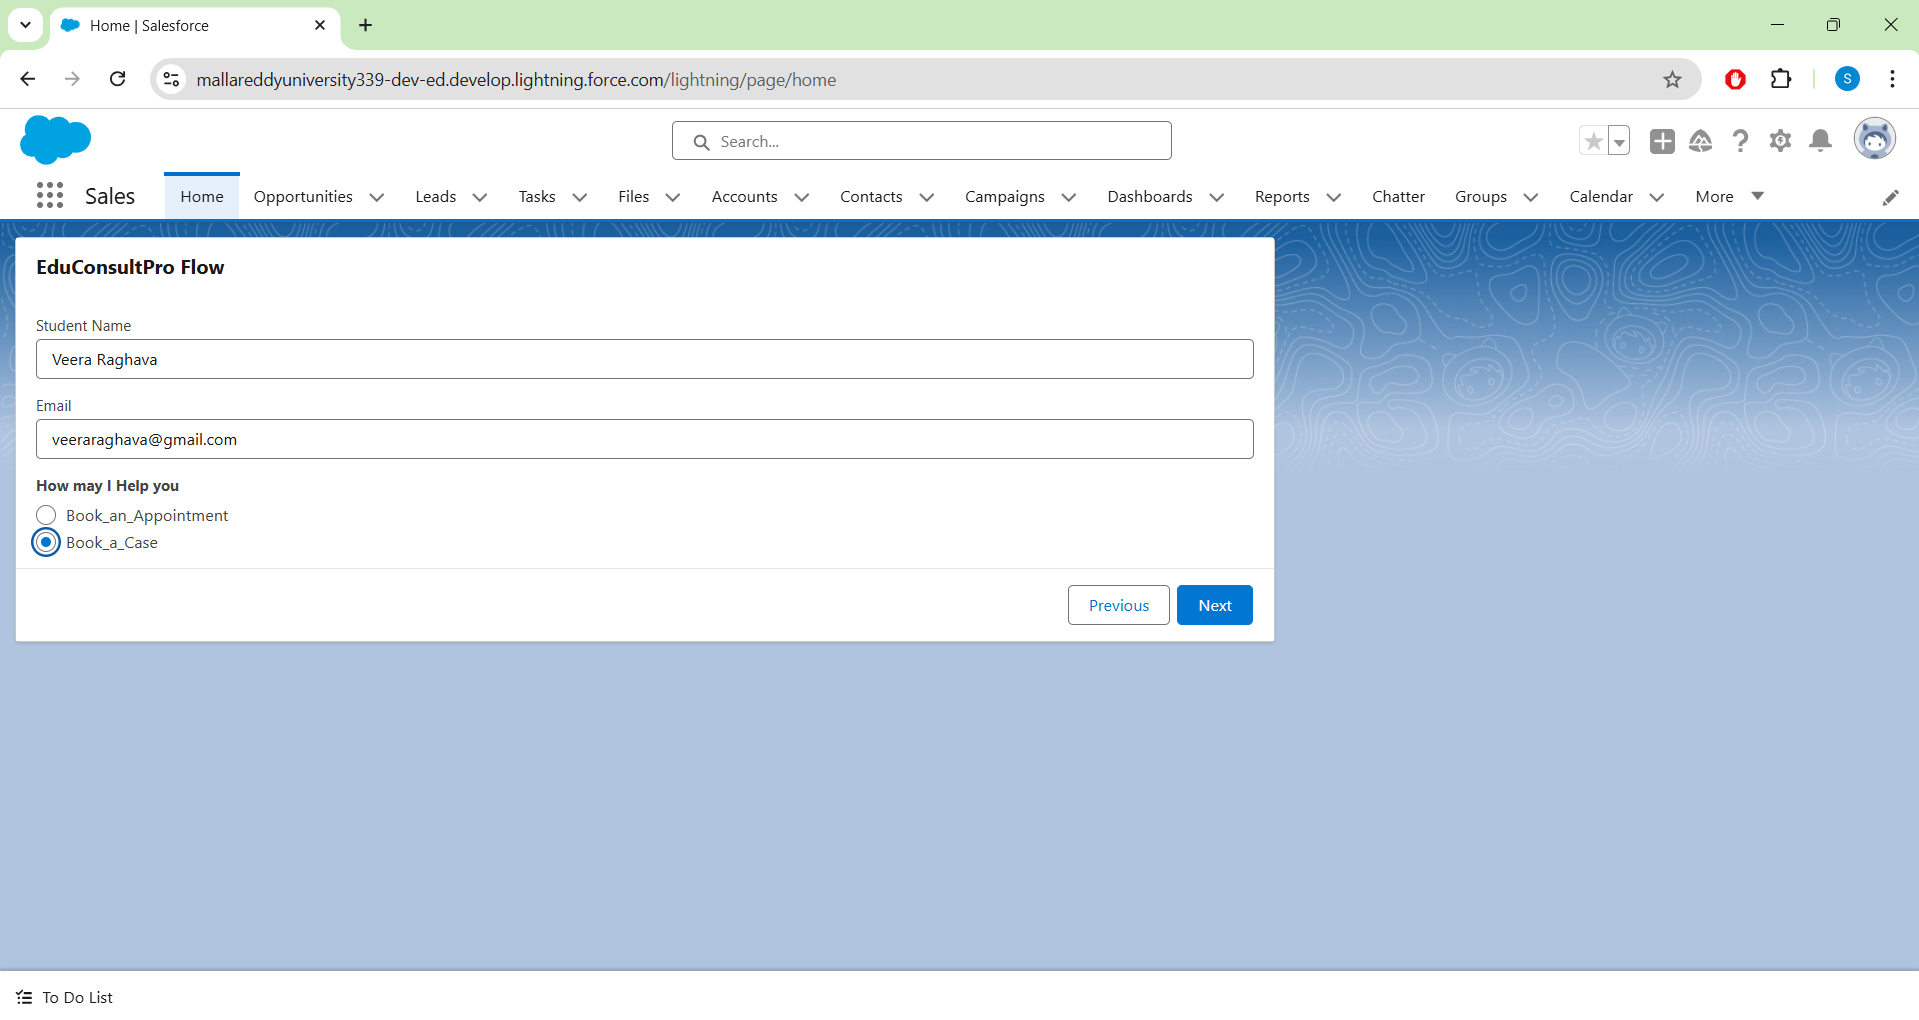 Home | Salesforce
mallareddyuniversity339-dev-ed.develop.lightning.force.com/lightning/page/home
S
Search...
Sales Home Opportunities Leads Tasks Files Accounts Contacts Campaigns Dashboards Reports Chatter Groups Calendar More
EduConsultPro Flow
Student Name
Veera Raghava
Email
veeraraghava@gmail.com
How may I Help you
Book_an_Appointment
Book_a_Case
Previous Next
To Do List